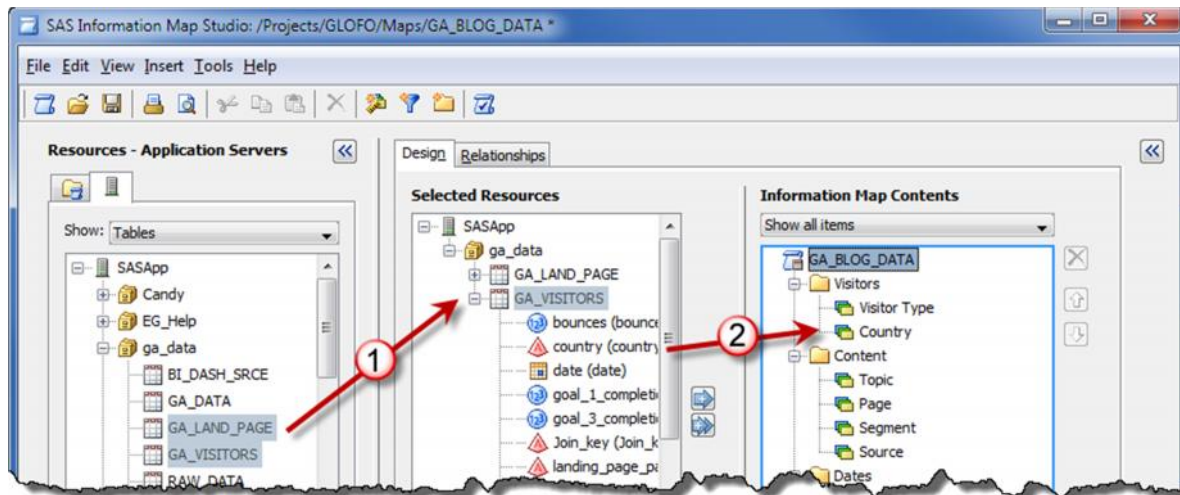 SAS Information Map Studio: /Projects/GLOFO/Maps/GA_BLOG_DATA *
File Edit View Insert Tools Help
Resources - Application Servers
Show: Tables
SASApp
Candy
EG_Help
ga_data
BI_DASH_SRCE
GA_DATA
GA_LAND_PAGE
GA_VISITORS
RAW_DATA
1
Design Relationships
Selected Resources
SASApp
ga_data
GA_LAND_PAGE
GA_VISITORS
bounces (bounce
country (country
date (date)
goal_1_completi
goal_3_completi
Join_key (Join_k
landing_page_pa
2
Information Map Contents
Show all items
GA_BLOG_DATA
Visitors
Visitor Type
Country
Content
Topic
Page
Segment
Source
Dates